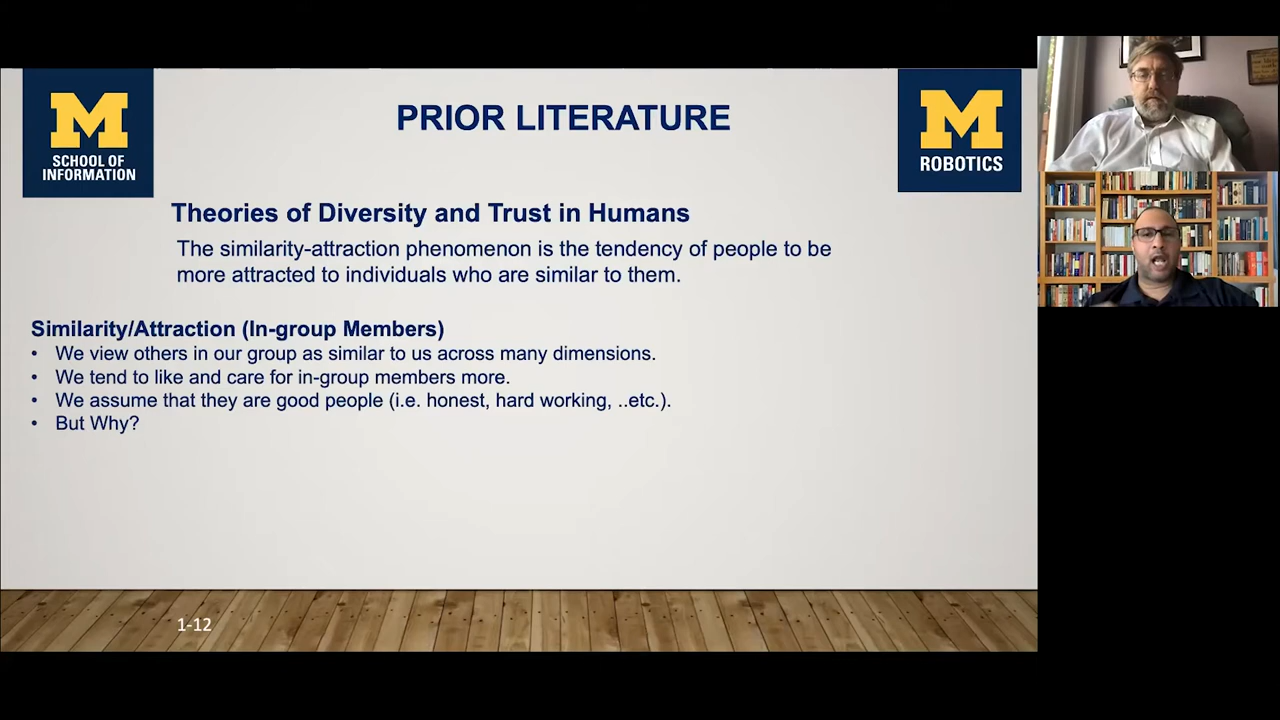 M
SCHOOL OF
INFORMATION
PRIOR LITERATURE
M
ROBOTICS
Theories of Diversity and Trust in Humans
The similarity-attraction phenomenon is the tendency of people to be
more attracted to individuals who are similar to them.
Similarity/Attraction (In-group Members)
• We view others in our group as similar to us across many dimensions.
• We tend to like and care for in-group members more.
• We assume that they are good people (i.e. honest, hard working, ..etc.).
• But Why?
1-12